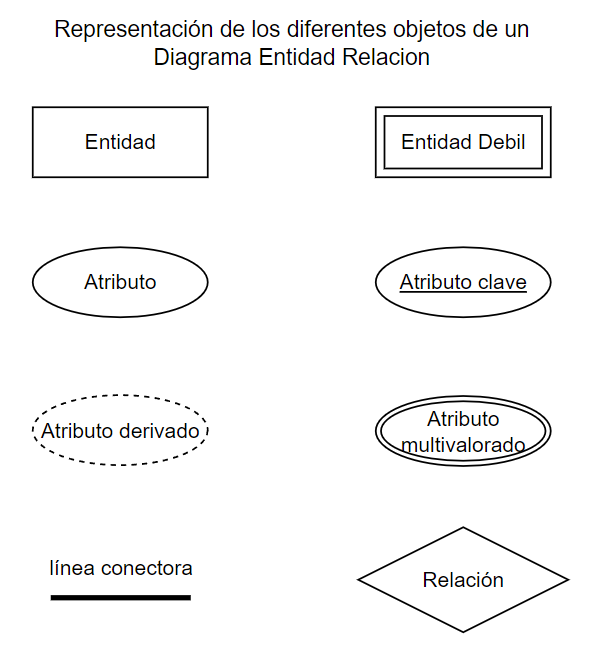 Representación de los diferentes objetos de un
Diagrama Entidad Relacion
Entidad
Entidad Debil
Atributo
Atributo clave
Atributo derivado
Atributo
multivalorado
línea conectora
Relación